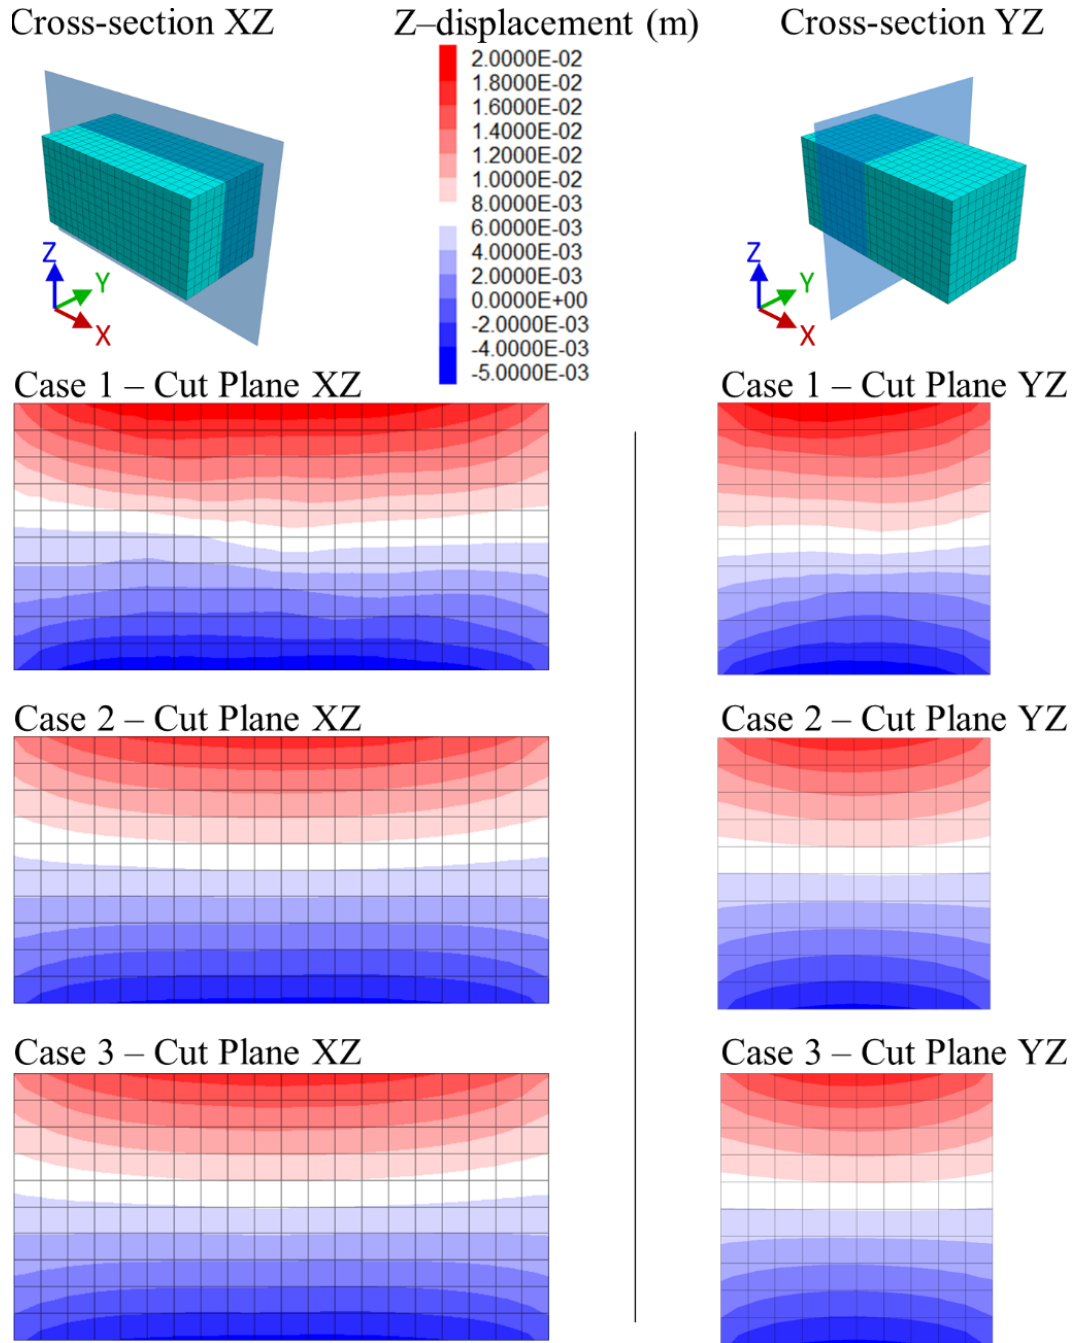 Cross-section XZ
Z–displacement (m)
Cross-section YZ
2.0000E-02
1.8000E-02
1.6000E-02
1.4000E-02
1.2000E-02
1.0000E-02
8.0000E-03
6.0000E-03
4.0000E-03
2.0000E-03
0.0000E+00
-2.0000E-03
-4.0000E-03
-5.0000E-03
Z
Y
X
Z
Y
X
Case 1 – Cut Plane XZ
Case 1 – Cut Plane YZ
Case 2 – Cut Plane XZ
Case 2 – Cut Plane YZ
Case 3 – Cut Plane XZ
Case 3 – Cut Plane YZ